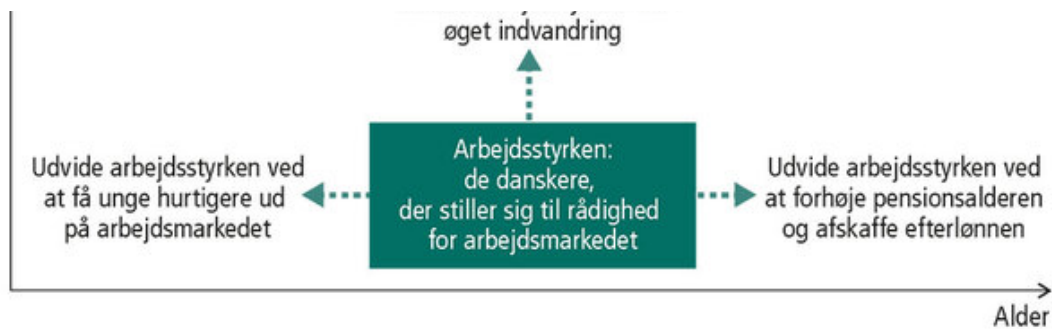 øget indvandring
Udvide arbejdsstyrken ved
at få unge hurtigere ud
på arbejdsmarkedet
Arbejdsstyrken:
de danskere,
der stiller sig til rådighed
for arbejdsmarkedet
Udvide arbejdsstyrken ved
at forhøje pensionsalderen
og afskaffe efterlønnen
Alder